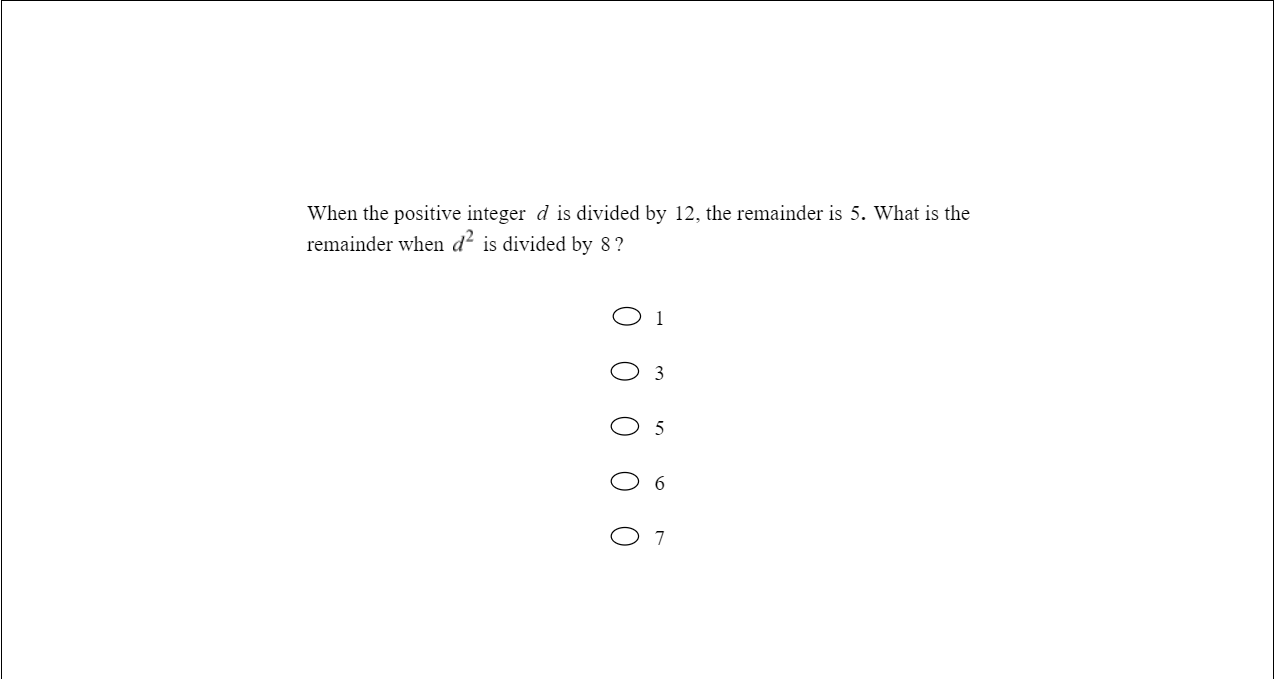 When the positive integer d is divided by 12, the remainder is 5. What is the
remainder when d² is divided by 8?
1
3
5
6
7